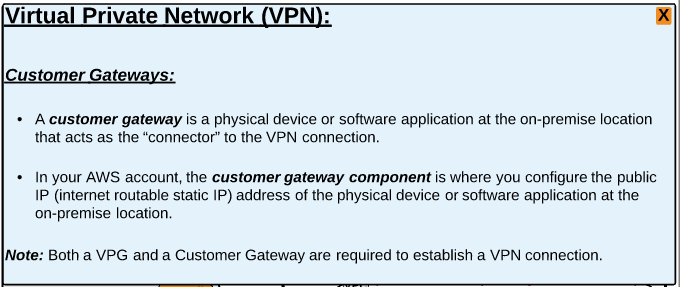 Virtual Private Network (VPN):
X
Customer Gateways:
• A customer gateway is a physical device or software application at the on-premise location
that acts as the “connector” to the VPN connection.
• In your AWS account, the customer gateway component is where you configure the public
IP (internet routable static IP) address of the physical device or software application at the
on-premise location.
Note: Both a VPG and a Customer Gateway are required to establish a VPN connection.